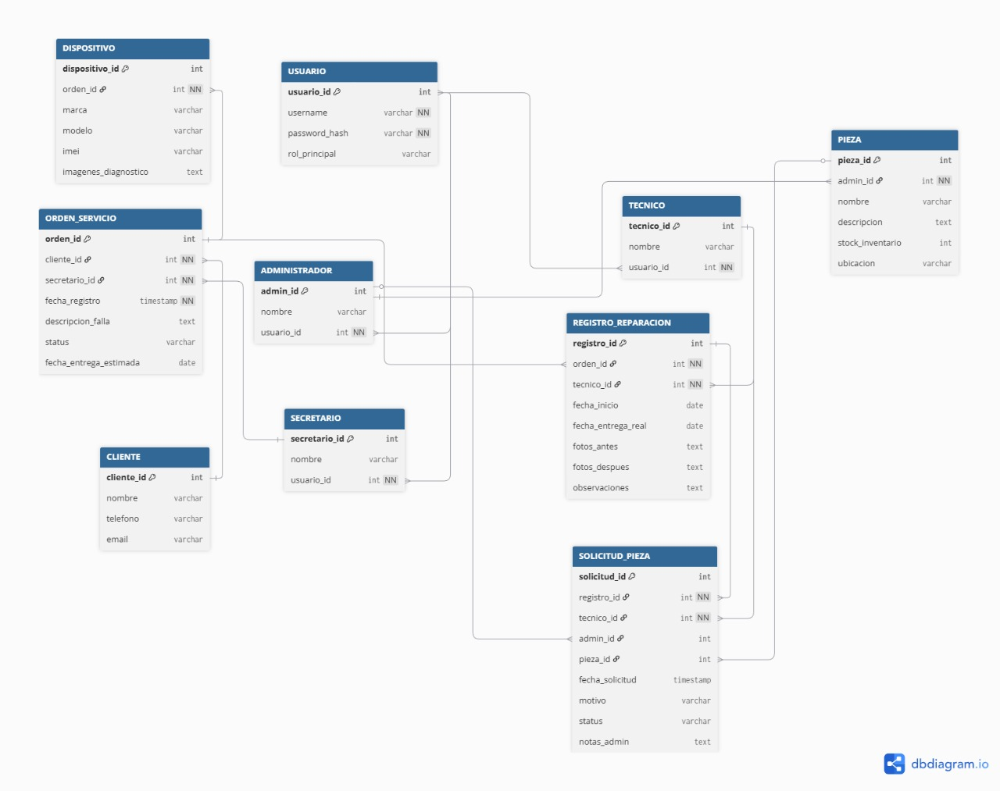 DISPOSITIVO
dispositivo_id int
orden_id int NN
marca varchar
modelo varchar
imei varchar
imagenes_diagnostico text
USUARIO
usuario_id int
username varchar NN
password_hash varchar NN
rol_principal varchar
PIEZA
pieza_id int
admin_id int NN
nombre varchar
descripcion text
stock_inventario int
ubicacion varchar
TECNICO
tecnico_id int
nombre varchar
usuario_id int NN
ORDEN_SERVICIO
orden_id int
cliente_id int NN
secretario_id int NN
fecha_registro timestamp NN
descripcion_falla text
status varchar
fecha_entrega_estimada date
ADMINISTRADOR
admin_id int
nombre varchar
usuario_id int NN
REGISTRO_REPARACION
registro_id int
orden_id int NN
tecnico_id int NN
fecha_inicio date
fecha_entrega_real date
fotos_antes text
fotos_despues text
observaciones text
SECRETARIO
secretario_id int
nombre varchar
usuario_id int NN
CLIENTE
cliente_id int
nombre varchar
telefono varchar
email varchar
SOLICITUD_PIEZA
solicitud_id int
registro_id int NN
tecnico_id int NN
admin_id int
pieza_id int
fecha_solicitud timestamp
motivo varchar
status varchar
notas_admin text
dbdiagram.io